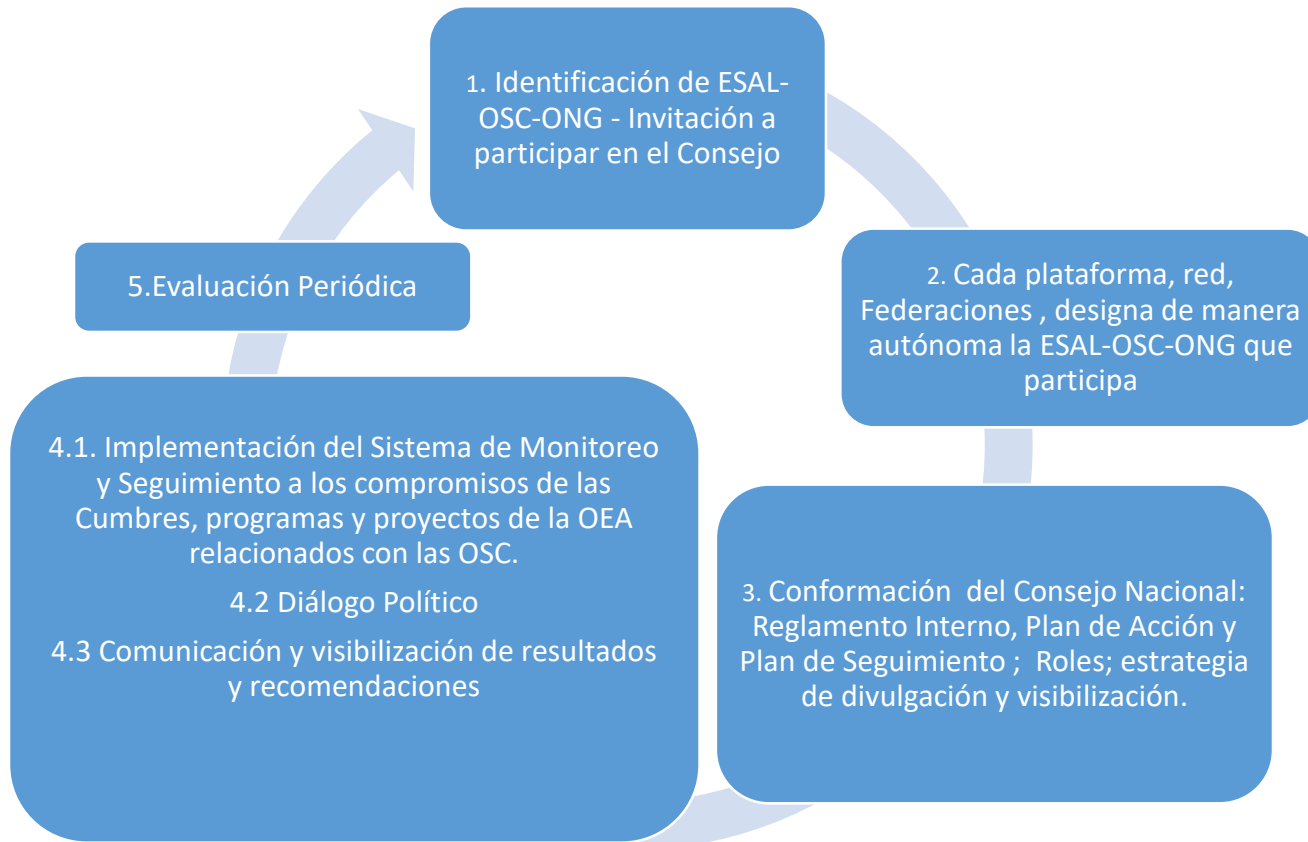 1. Identificación de ESAL-
OSC-ONG - Invitación a
participar en el Consejo
2. Cada plataforma, red,
Federaciones , designa de manera
autónoma la ESAL-OSC-ONG que
participa
3. Conformación  del Consejo Nacional:
Reglamento Interno, Plan de Acción y
Plan de Seguimiento ;  Roles; estrategia
de divulgación y visibilización.
4.1. Implementación del Sistema de Monitoreo
y Seguimiento a los compromisos de las
Cumbres, programas y proyectos de la OEA
relacionados con las OSC.
4.2 Diálogo Político
4.3 Comunicación y visibilización de resultados
y recomendaciones
5.Evaluación Periódica